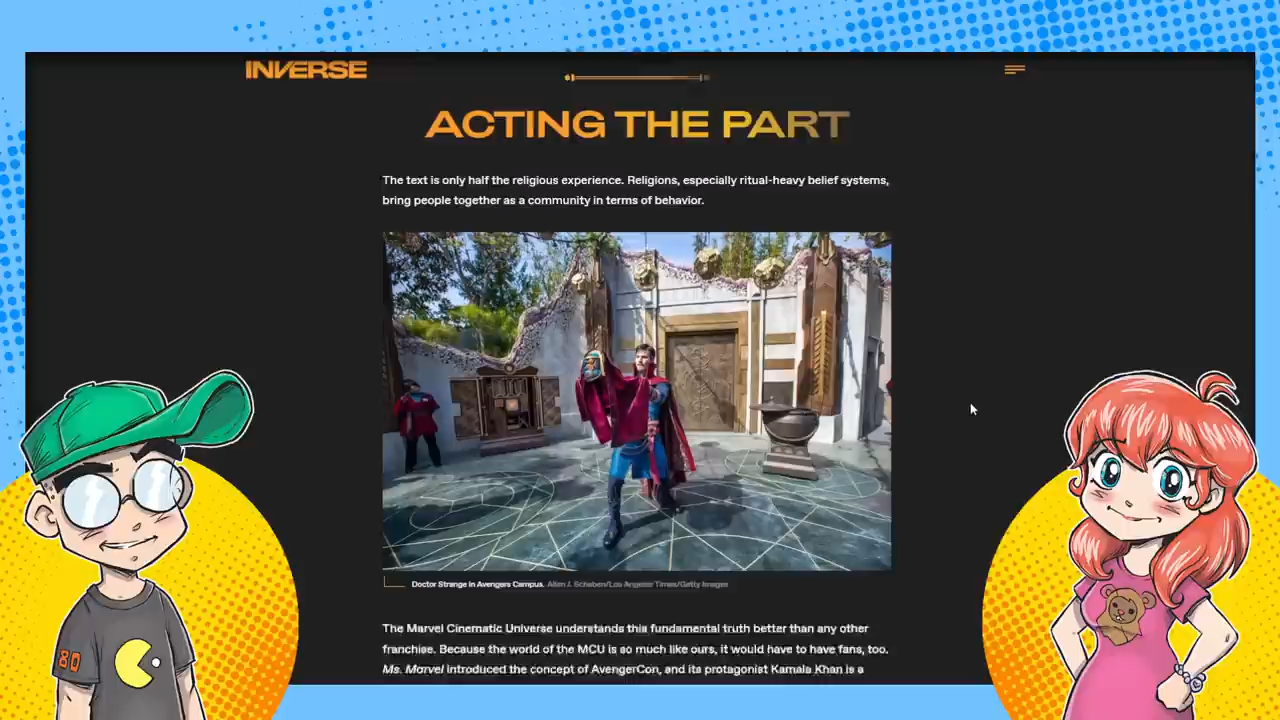 INVERSE
ACTING THE PART
The text is only half the religious experience. Religions, especially ritual-heavy belief systems,
bring people together as a community in terms of behavior.
Doctor Strange in Avengers Campus. Allen J. Schaben/Los Angeles Times/Getty Images
The Marvel Cinematic Universe understands this fundamental truth better than any other
franchise. Because the world of the MCU is so much like ours, it would have to have fans, too.
Ms. Marvel introduced the concept of AvengerCon, and its protagonist Kamala Khan is a
80